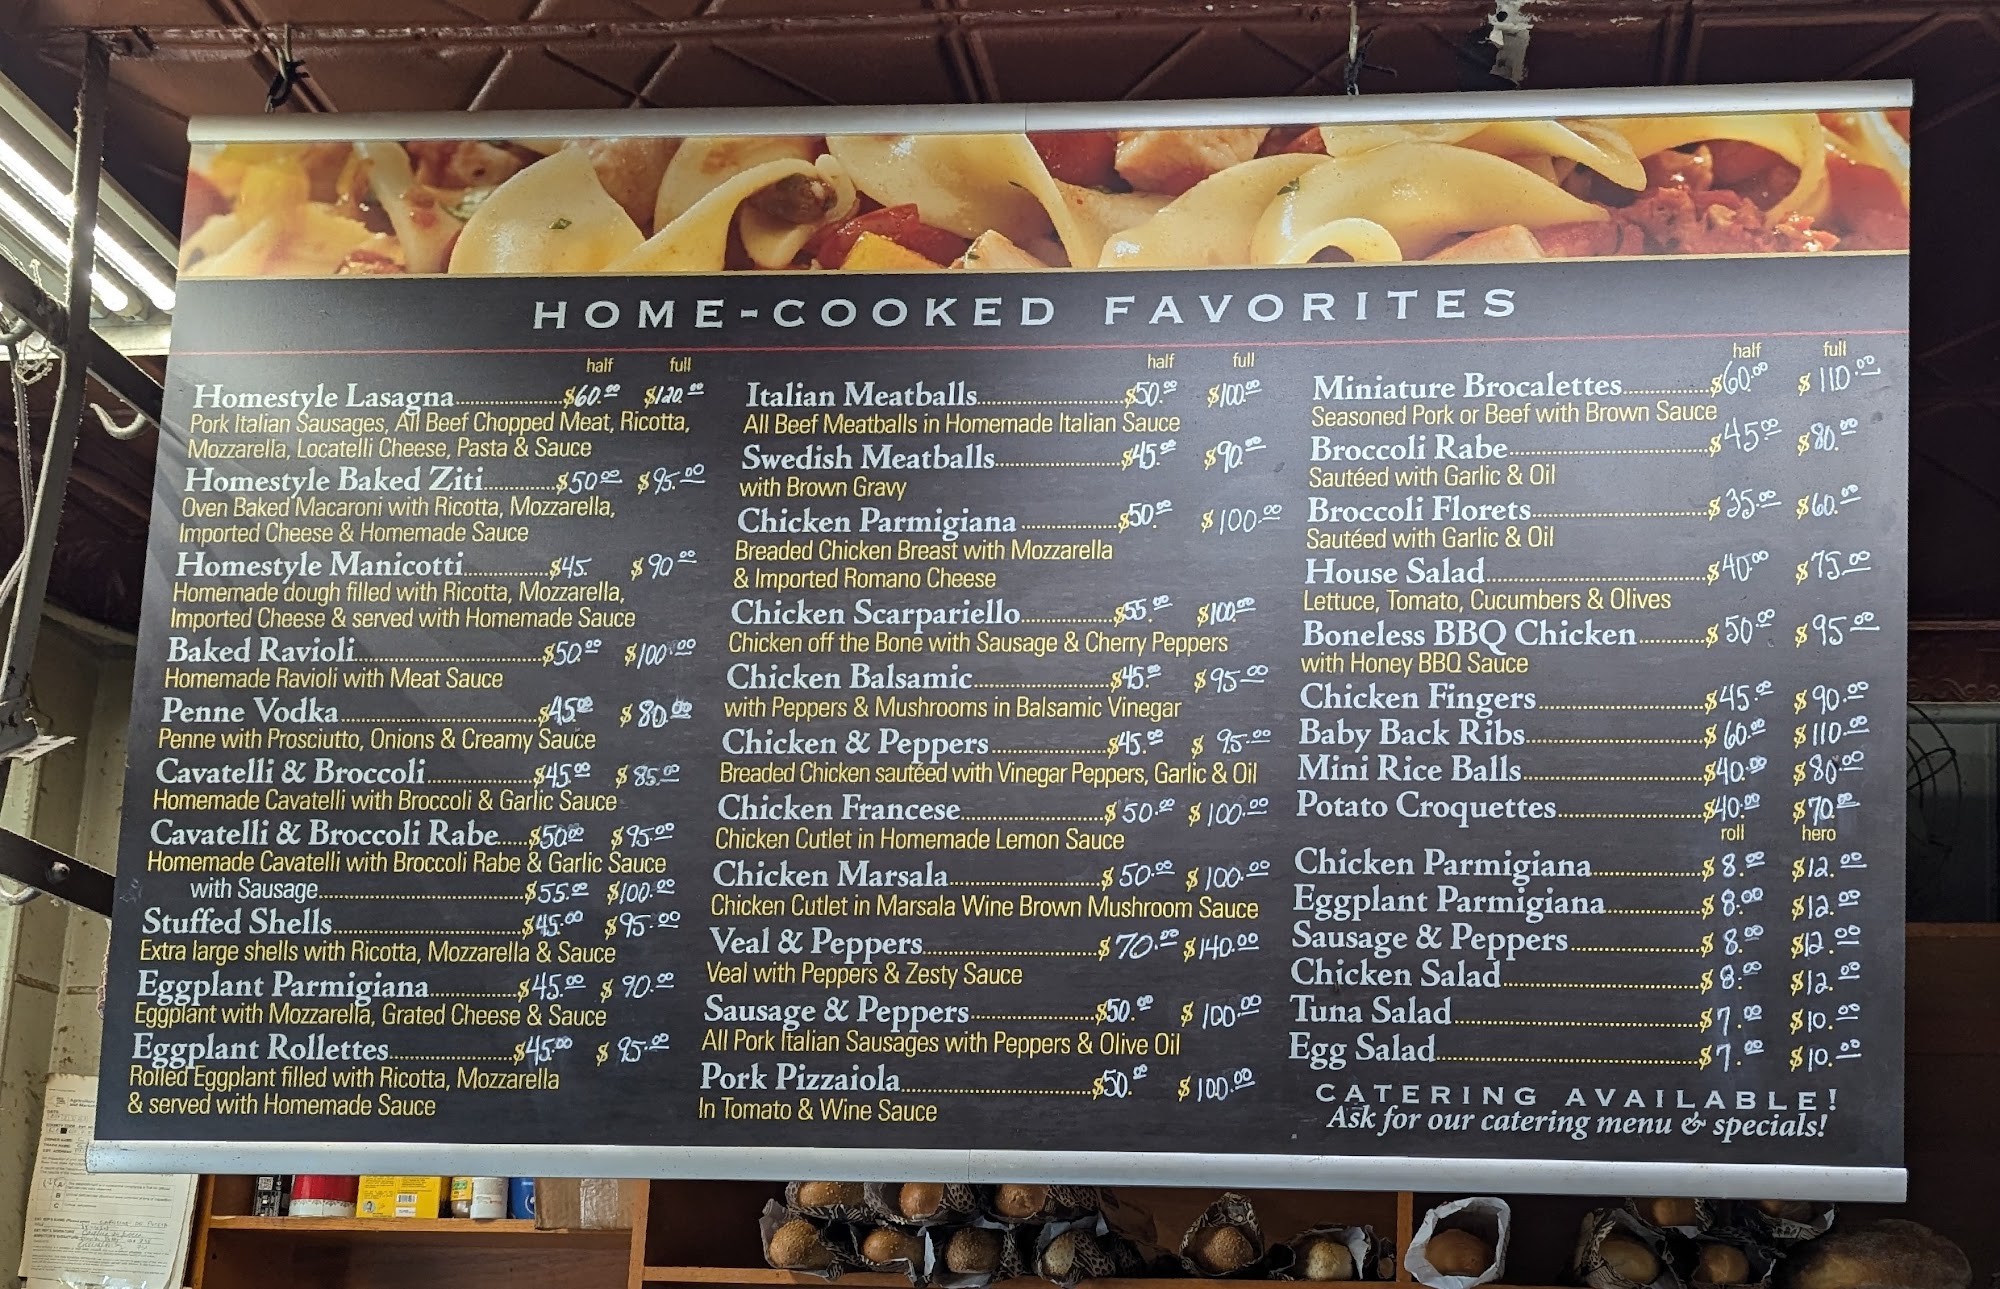 HOME-COOKED FAVORITES
half full
Homestyle Lasagna $60.00 $120.00
Pork Italian Sausages, All Beef Chopped Meat, Ricotta,
Mozzarella, Locatelli Cheese, Pasta & Sauce
Homestyle Baked Ziti $50.00 $95.00
Oven Baked Macaroni with Ricotta, Mozzarella,
Imported Cheese & Homemade Sauce
Homestyle Manicotti $45. $90.00
Homemade dough filled with Ricotta, Mozzarella,
Imported Cheese & served with Homemade Sauce
Baked Ravioli $50.00 $100.00
Homemade Ravioli with Meat Sauce
Penne Vodka $45.00 $80.00
Penne with Prosciutto, Onions & Creamy Sauce
Cavatelli & Broccoli $45.00 $85.00
Homemade Cavatelli with Broccoli & Garlic Sauce
Cavatelli & Broccoli Rabe $50.00 $95.00
Homemade Cavatelli with Broccoli Rabe & Garlic Sauce
with Sausage $55.00 $100.00
Stuffed Shells $45.00 $95.00
Extra large shells with Ricotta, Mozzarella & Sauce
Eggplant Parmigiana $45.00 $90.00
Eggplant with Mozzarella, Grated Cheese & Sauce
Eggplant Rollettes $45.00 $95.00
Rolled Eggplant filled with Ricotta, Mozzarella
& served with Homemade Sauce
half full
Italian Meatballs $50.00 $100.00
All Beef Meatballs in Homemade Italian Sauce
Swedish Meatballs $45.00 $90.00
with Brown Gravy
Chicken Parmigiana $50.00 $100.00
Breaded Chicken Breast with Mozzarella
& Imported Romano Cheese
Chicken Scarpariello $55.00 $100.00
Chicken off the Bone with Sausage & Cherry Peppers
Chicken Balsamic $45.00 $95.00
with Peppers & Mushrooms in Balsamic Vinegar
Chicken & Peppers $45.00 $95.00
Breaded Chicken sautéed with Vinegar Peppers, Garlic & Oil
Chicken Francese $50.00 $100.00
Chicken Cutlet in Homemade Lemon Sauce
Chicken Marsala $50.00 $100.00
Chicken Cutlet in Marsala Wine Brown Mushroom Sauce
Veal & Peppers $70.00 $140.00
Veal with Peppers & Zesty Sauce
Sausage & Peppers $50.00 $100.00
All Pork Italian Sausages with Peppers & Olive Oil
Pork Pizzaiola $50.00 $100.00
In Tomato & Wine Sauce
half full
Miniature Brocalettes $60.00 $110.00
Seasoned Pork or Beef with Brown Sauce
Broccoli Rabe $45.00 $80.00
Sautéed with Garlic & Oil
Broccoli Florets $35.00 $60.00
Sautéed with Garlic & Oil
House Salad $40.00 $75.00
Lettuce, Tomato, Cucumbers & Olives
Boneless BBQ Chicken $50.00 $95.00
with Honey BBQ Sauce
Chicken Fingers $45.00 $90.00
Baby Back Ribs $60.00 $110.00
Mini Rice Balls $40.00 $80.00
Potato Croquettes $40.00 $70.00
roll hero
Chicken Parmigiana $8.00 $12.00
Eggplant Parmigiana $8.00 $12.00
Sausage & Peppers $8.00 $12.00
Chicken Salad $8.00 $12.00
Tuna Salad $7.00 $10.00
Egg Salad $7.00 $10.00
CATERING AVAILABLE!
Ask for our catering menu & specials!